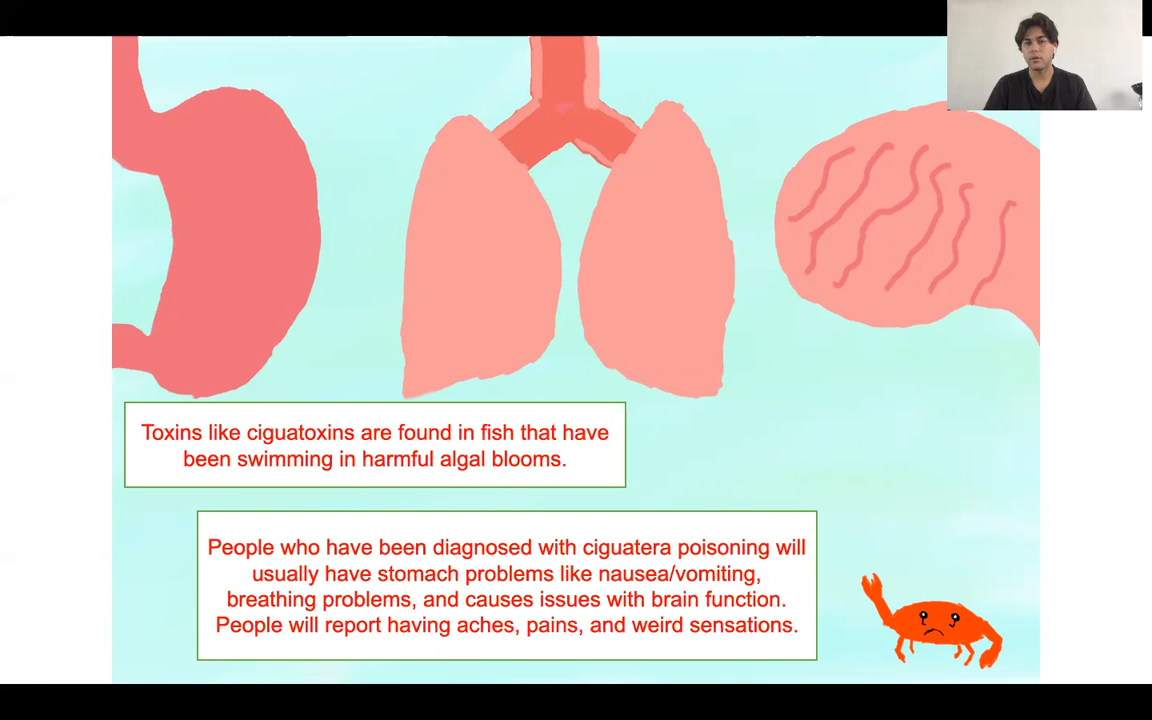 Toxins like ciguatoxins are found in fish that have
been swimming in harmful algal blooms.
People who have been diagnosed with ciguatera poisoning will
usually have stomach problems like nausea/vomiting,
breathing problems, and causes issues with brain function.
People will report having aches, pains, and weird sensations.